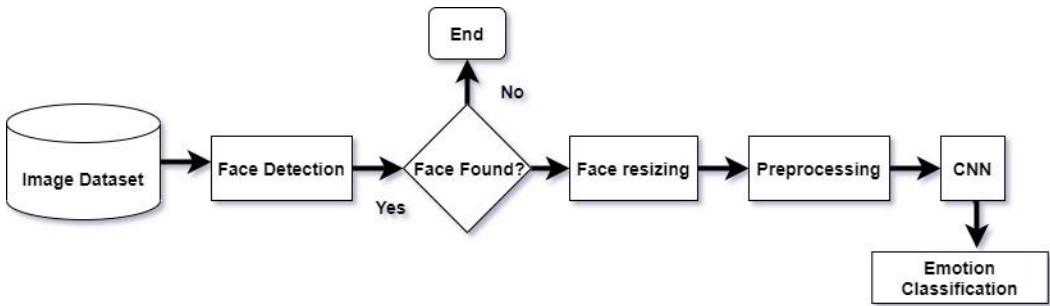 End
No
Image Dataset
Face Detection
Face Found?
Face resizing
Preprocessing
CNN
Yes
Emotion
Classification